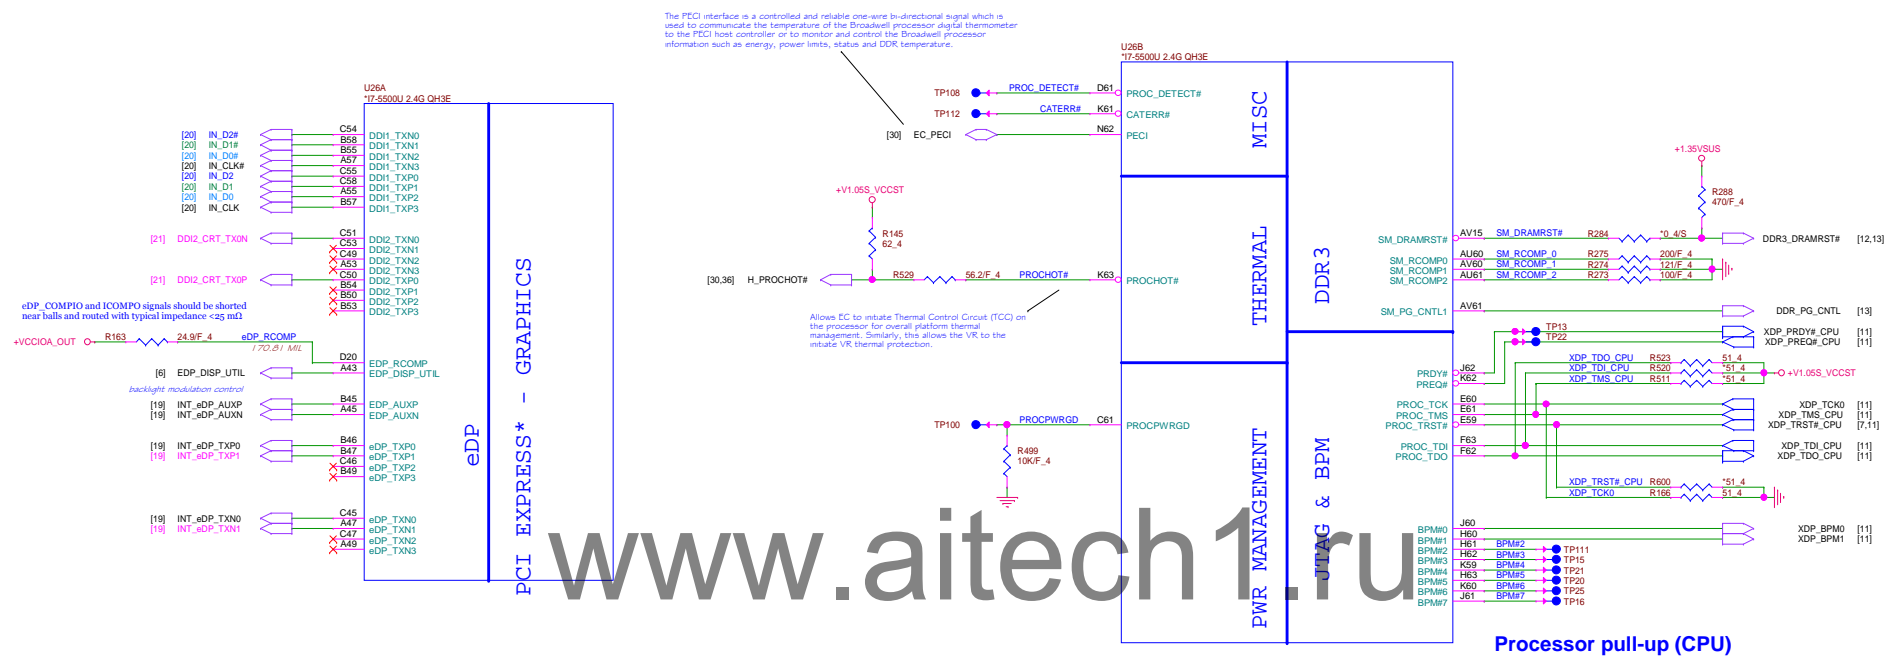 The PECI interface is a controlled and reliable one-wire bi-directional signal which is
used to communicate the temperature of the Broadwell processor digital thermometer
to the PECI host controller or to monitor and control the Broadwell processor
information such as energy, power limits, status and DDR temperature.
U26A
*I7-5500U 2.4G QH3E
[20] IN_D2# C54 DDI1_TXN0
[20] IN_D1# B58 DDI1_TXN1
[20] IN_D0# B55 DDI1_TXN2
[20] IN_CLK# A57 DDI1_TXN3
[20] IN_D2 C55 DDI1_TXP0
[20] IN_D1 C58 DDI1_TXP1
[20] IN_D0 A55 DDI1_TXP2
[20] IN_CLK B57 DDI1_TXP3
[21] DDI2_CRT_TX0N C51 DDI2_TXN0
C53 DDI2_TXN1
C49 DDI2_TXN2
A53 DDI2_TXN3
[21] DDI2_CRT_TX0P C50 DDI2_TXP0
B54 DDI2_TXP1
B50 DDI2_TXP2
B53 DDI2_TXP3
eDP_COMPIO and ICOMPO signals should be shorted
near balls and routed with typical impedance <25 mΩ
+VCCIOA_OUT R163 24.9/F_4 eDP_RCOMP
170.81 MIL
D20 EDP_RCOMP
[6] EDP_DISP_UTIL A43 EDP_DISP_UTIL
backlight modulation control
[19] INT_eDP_AUXP B45 EDP_AUXP
[19] INT_eDP_AUXN A45 EDP_AUXN
[19] INT_eDP_TXP0 B46 eDP_TXP0
[19] INT_eDP_TXP1 B47 eDP_TXP1
C46 eDP_TXP2
B49 eDP_TXP3
[19] INT_eDP_TXN0 C45 eDP_TXN0
[19] INT_eDP_TXN1 A47 eDP_TXN1
C47 eDP_TXN2
A49 eDP_TXN3
eDP
PCI EXPRESS* - GRAPHICS
U26B
*I7-5500U 2.4G QH3E
TP108 PROC_DETECT# D61 PROC_DETECT#
TP112 CATERR# K61 CATERR#
[30] EC_PECI N62 PECI
MISC
+V1.05S_VCCST
R145
62_4
[30,36] H_PROCHOT# R529 56.2/F_4 PROCHOT# K63 PROCHOT#
Allows EC to initiate Thermal Control Circuit (TCC) on
the processor for overall platform thermal
management. Similarly, this allows the VR to the
initiate VR thermal protection.
THERMAL
TP100 PROCPWRGD C61 PROCPWRGD
R499
10K/F_4
PWR MANAGEMENT
DDR3
+1.35VSUS
R288
470/F_4
SM_DRAMRST# AV15 SM_DRAMRST# R284 *0_4/S DDR3_DRAMRST# [12,13]
SM_RCOMP0 AU60 SM_RCOMP_0 R275 200/F_4
SM_RCOMP1 AV60 SM_RCOMP_1 R274 121/F_4
SM_RCOMP2 AU61 SM_RCOMP_2 R273 100/F_4
SM_PG_CNTL1 AV61 DDR_PG_CNTL [13]
TP13 XDP_PRDY#_CPU [11]
TP22 XDP_PREQ#_CPU [11]
XDP_TDO_CPU R523 51_4
XDP_TDI_CPU R520 *51_4 +V1.05S_VCCST
XDP_TMS_CPU R511 *51_4
PRDY# J62
PREQ# K62
PROC_TCK E60 XDP_TCK0 [11]
PROC_TMS E61 XDP_TMS_CPU [11]
PROC_TRST# E59 XDP_TRST#_CPU [7,11]
PROC_TDI F63 XDP_TDI_CPU [11]
PROC_TDO F62 XDP_TDO_CPU [11]
XDP_TRST#_CPU R600 *51_4
XDP_TCK0 R166 51_4
JTAG & BPM
BPM#0 J60 XDP_BPM0 [11]
BPM#1 H60 XDP_BPM1 [11]
BPM#2 H61 BPM#2 TP111
BPM#3 H62 BPM#3 TP15
BPM#4 K59 BPM#4 TP21
BPM#5 H63 BPM#5 TP20
BPM#6 K60 BPM#6 TP25
BPM#7 J61 BPM#7 TP16
www.aitech1.ru
Processor pull-up (CPU)